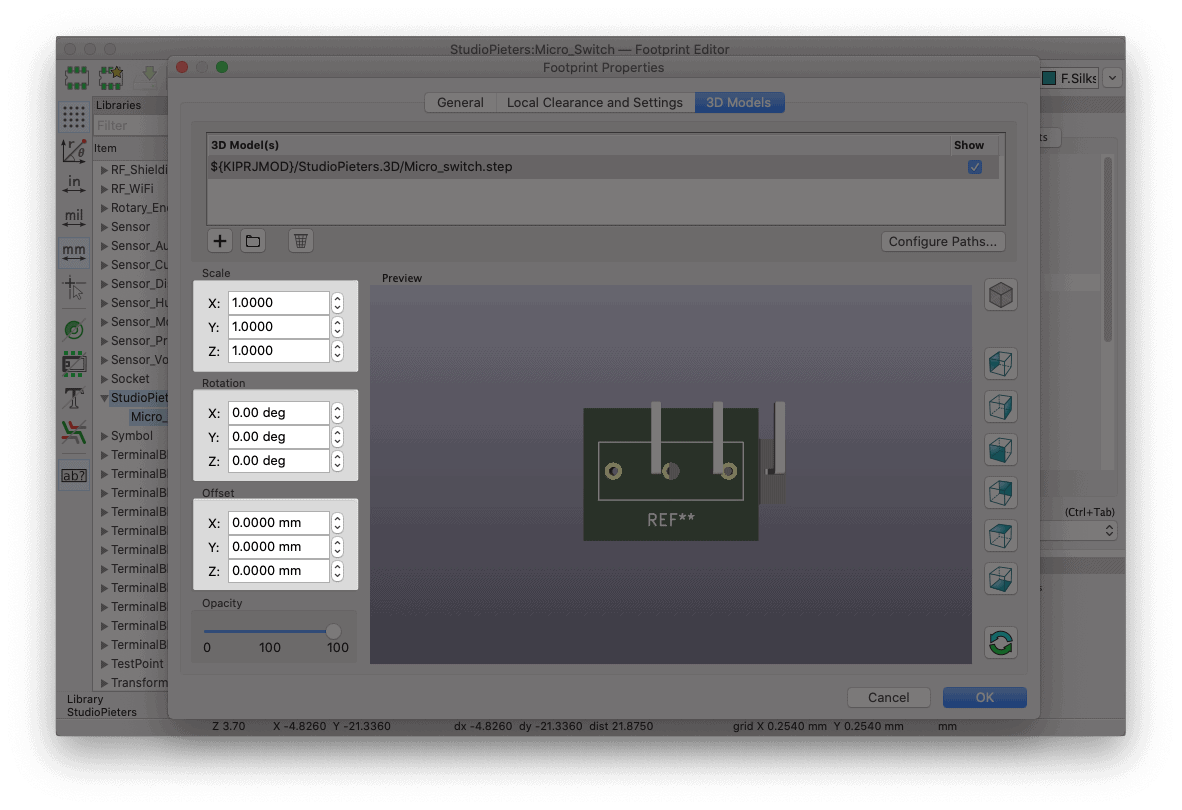 StudioPieters:Micro_Switch — Footprint Editor
Footprint Properties
F.Silks
General
Local Clearance and Settings
3D Models
Libraries
Filter
Item
RF_Shieldi
RF_WiFi
Rotary_En
Sensor
Sensor_Au
Sensor_Cu
Sensor_Di
Sensor_Hu
Sensor_Mo
Sensor_Pr
Sensor_Vo
Socket
StudioPiet
Micro_
Symbol
TerminalBl
TerminalBl
TerminalBl
TerminalBl
TerminalBl
TerminalBl
TerminalBl
TerminalBl
TerminalBl
TerminalBl
TerminalBl
TestPoint
Transform
in
mil
mm
ab?
3D Model(s) Show
${KIPRJMOD}/StudioPieters.3D/Micro_switch.step
Configure Paths...
Scale
X: 1.0000
Y: 1.0000
Z: 1.0000
Rotation
X: 0.00 deg
Y: 0.00 deg
Z: 0.00 deg
Offset
X: 0.0000 mm
Y: 0.0000 mm
Z: 0.0000 mm
Opacity
0 100 100
Preview
REF**
ts
(Ctrl+Tab)
Cancel
OK
Library
StudioPieters
Z 3.70 X -4.8260 Y -21.3360 dx -4.8260 dy -21.3360 dist 21.8750 grid X 0.2540 mm Y 0.2540 mm mm